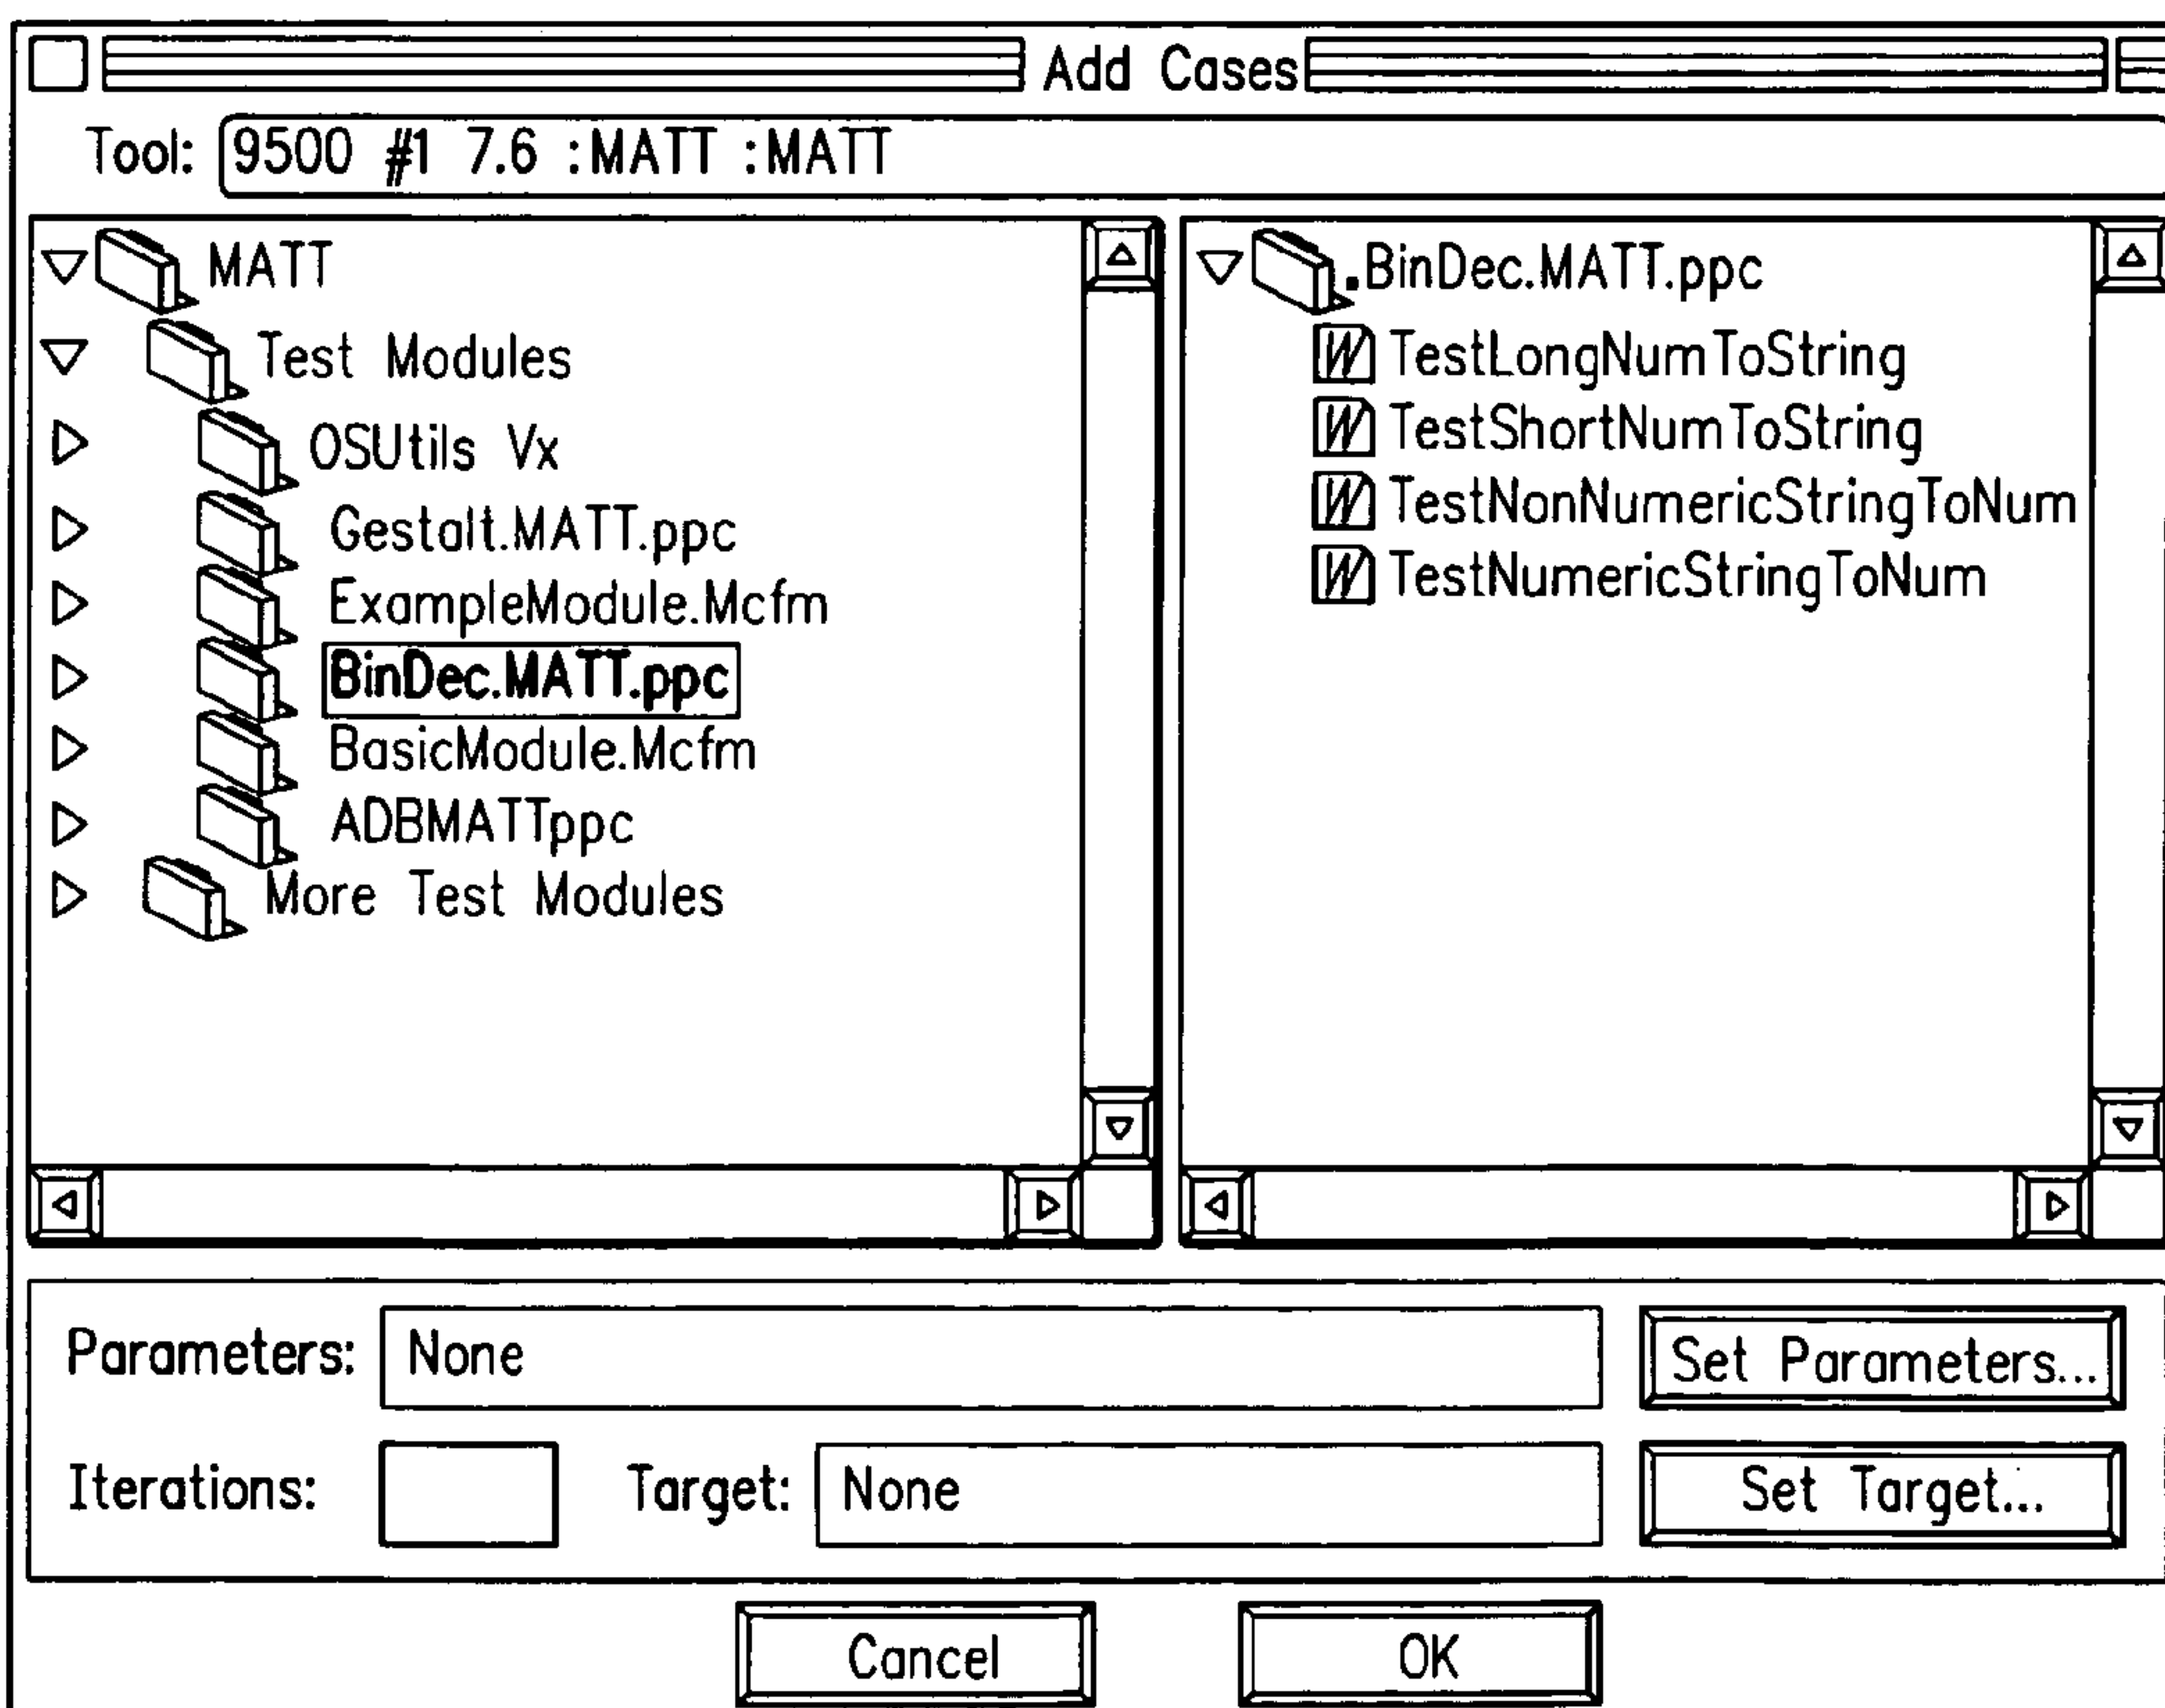 Add Cases
Tool: 9500 #1 7.6 :MATT :MATT
MATT
Test Modules
OSUtils Vx
Gestalt.MATT.ppc
ExampleModule.Mcfm
BinDec.MATT.ppc
BasicModule.Mcfm
ADBMATTppc
More Test Modules
.BinDec.MATT.ppc
TestLongNumToString
TestShortNumToString
TestNonNumericStringToNum
TestNumericStringToNum
Parameters: None Set Parameters...
Iterations: Target: None Set Target...
Cancel OK